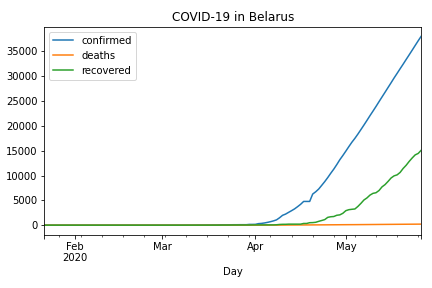 COVID-19 in Belarus
confirmed
deaths
recovered
35000
30000
25000
20000
15000
10000
5000
0
Feb
2020
Mar
Apr
May
Day